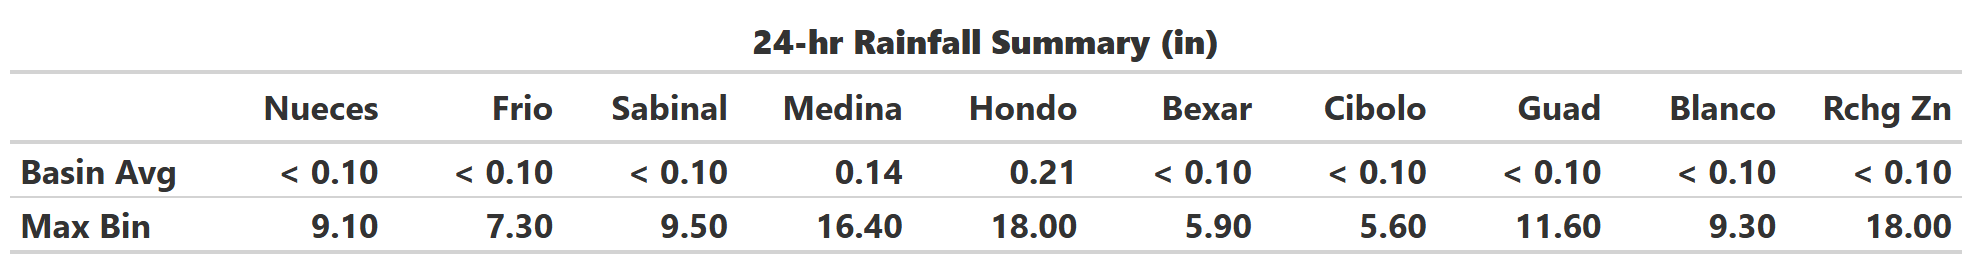 24-hr Rainfall Summary (in)
Nueces Frio Sabinal Medina Hondo Bexar Cibolo Guad Blanco Rchg Zn
Basin Avg < 0.10 < 0.10 < 0.10 0.14 0.21 < 0.10 < 0.10 < 0.10 < 0.10 < 0.10
Max Bin 9.10 7.30 9.50 16.40 18.00 5.90 5.60 11.60 9.30 18.00